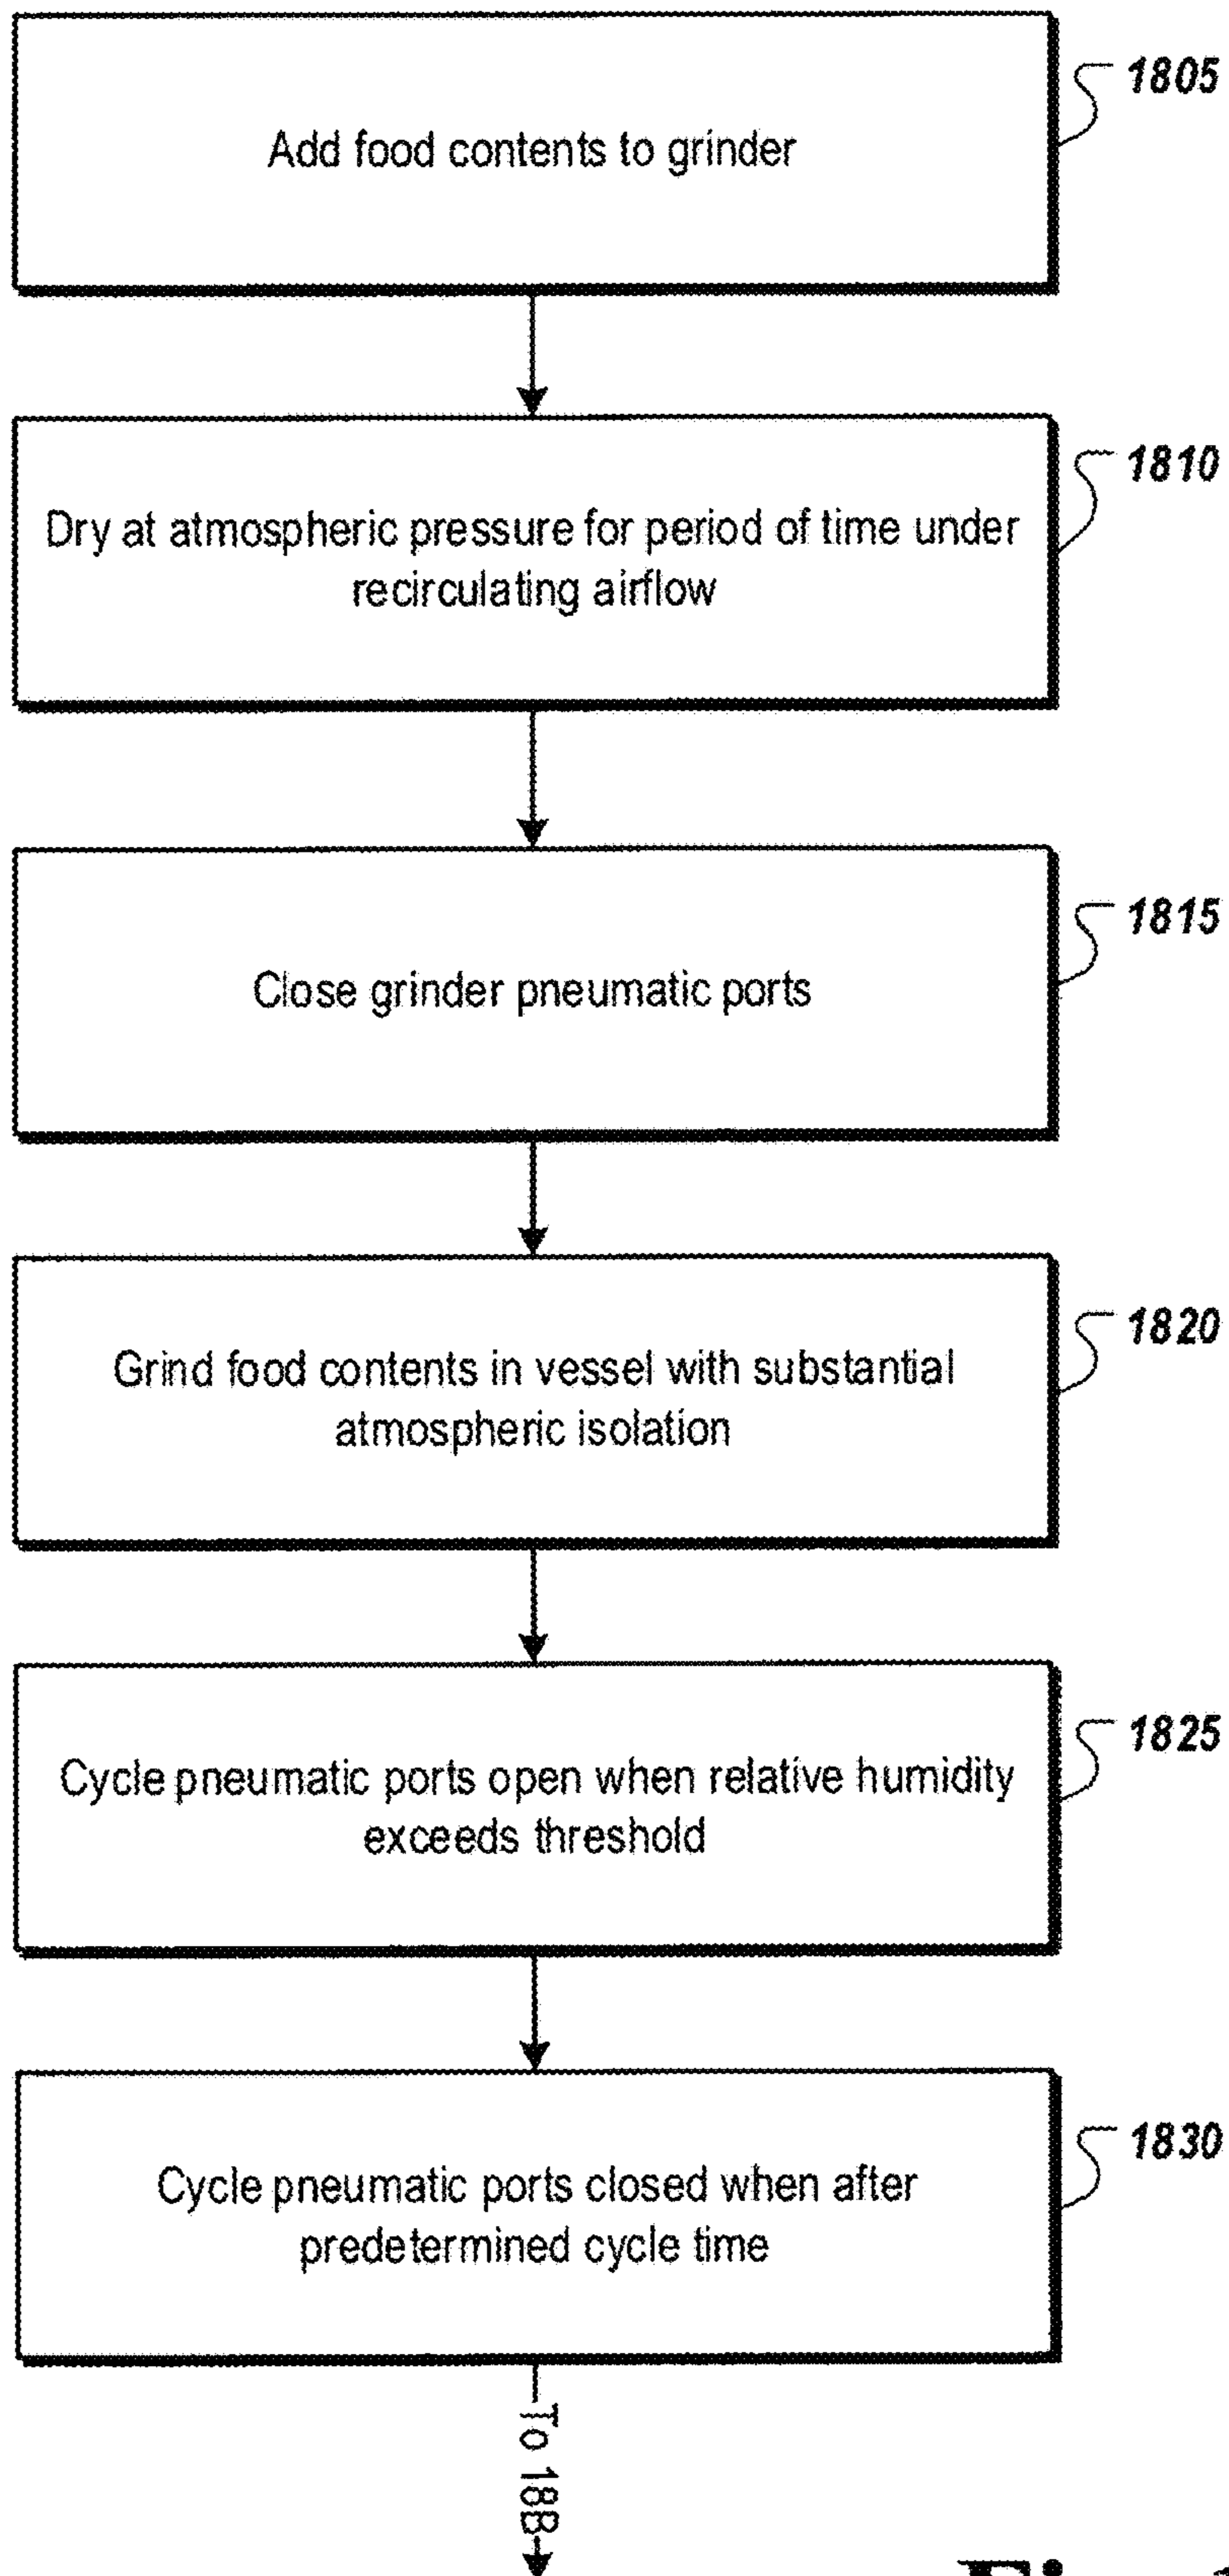 Add food contents to grinder
1805
Dry at atmospheric pressure for period of time under
recirculating airflow
1810
Close grinder pneumatic ports
1815
Grind food contents in vessel with substantial
atmospheric isolation
1820
Cycle pneumatic ports open when relative humidity
exceeds threshold
1825
Cycle pneumatic ports closed when after
predetermined cycle time
1830
To 18B